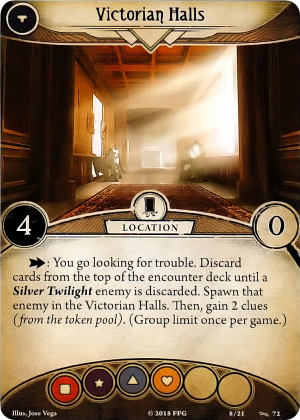 Victorian Halls
4
LOCATION
0
: You go looking for trouble. Discard
cards from the top of the encounter deck until a
Silver Twilight enemy is discarded. Spawn that
enemy in the Victorian Halls. Then, gain 2 clues
(from the token pool). (Group limit once per game.)
Illus. Jose Vega
© 2018 FFG
8/21
72